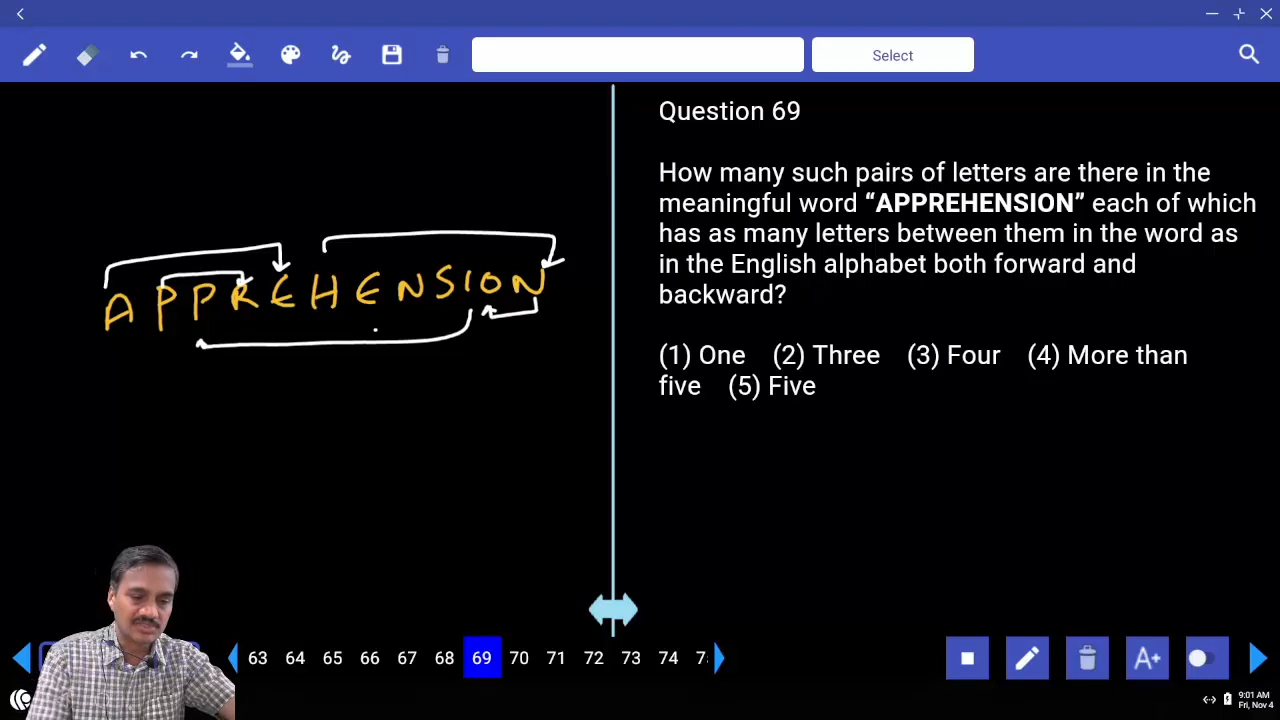 Select
Question 69
How many such pairs of letters are there in the
meaningful word “APPREHENSION” each of which
has as many letters between them in the word as
in the English alphabet both forward and
backward?
(1) One (2) Three (3) Four (4) More than
five (5) Five
APPREHENSION
63 64 65 66 67 68 69 70 71 72 73 74
A+
9:01 AM
Fri, Nov 4